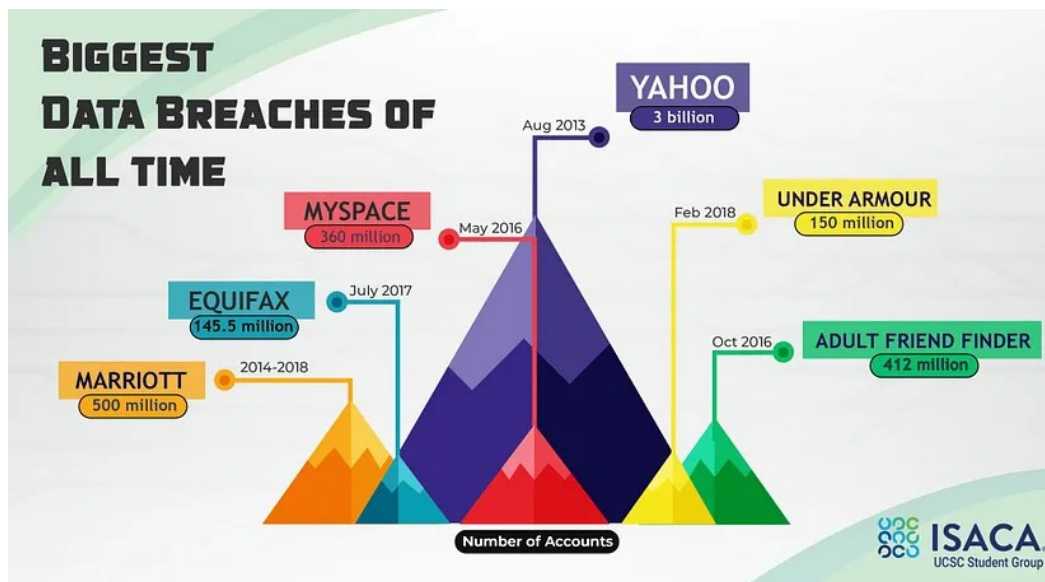 BIGGEST
DATA BREACHES OF
ALL TIME
YAHOO
3 billion
Aug 2013
MYSPACE
360 million
May 2016
UNDER ARMOUR
150 million
Feb 2018
EQUIFAX
145.5 million
July 2017
ADULT FRIEND FINDER
412 million
Oct 2016
MARRIOTT
500 million
2014-2018
Number of Accounts
ISACA.
UCSC Student Group